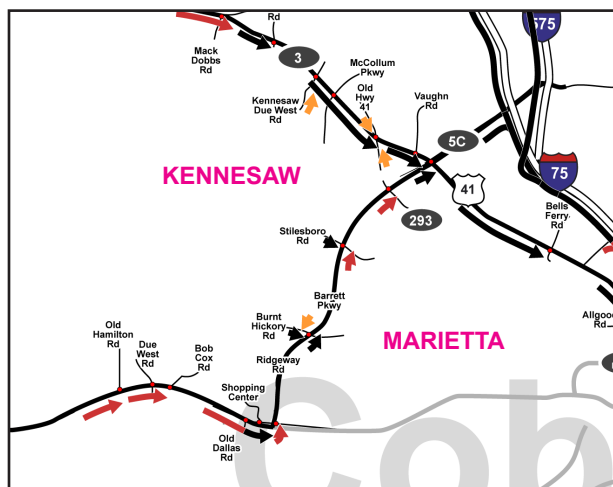 Rd
Mack
Dobbs
Rd
3
McCollum
Pkwy
Kennesaw
Due West
Rd
Old
Hwy
41
Vaughn
Rd
575
5C
75
KENNESAW
41
293
Bells
Ferry
Rd
Stilesboro
Rd
Barrett
Pkwy
Burnt
Hickory
Rd
MARIETTA
Allgood
Rd
Old
Hamilton
Rd
Due
West
Rd
Bob
Cox
Rd
Ridgeway
Rd
Shopping
Center
Old
Dallas
Rd
Cob